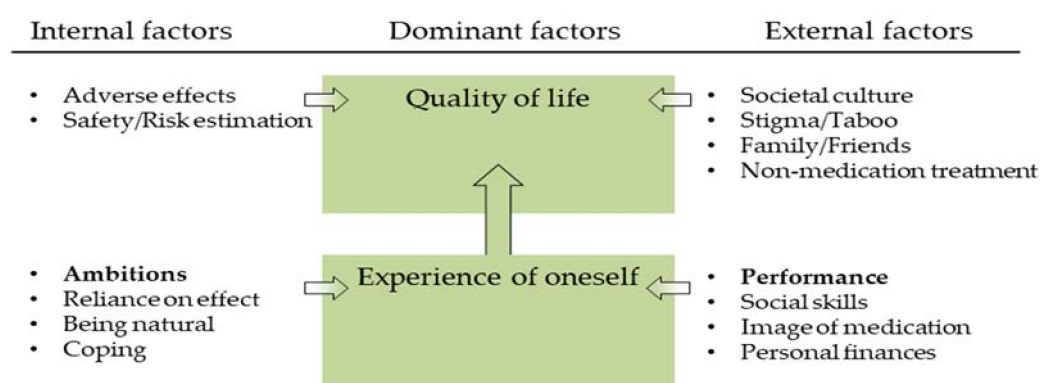 Internal factors
Dominant factors
External factors
• Adverse effects
• Safety/Risk estimation
Quality of life
• Societal culture
• Stigma/Taboo
• Family/Friends
• Non-medication treatment
• Ambitions
• Reliance on effect
• Being natural
• Coping
Experience of oneself
• Performance
• Social skills
• Image of medication
• Personal finances